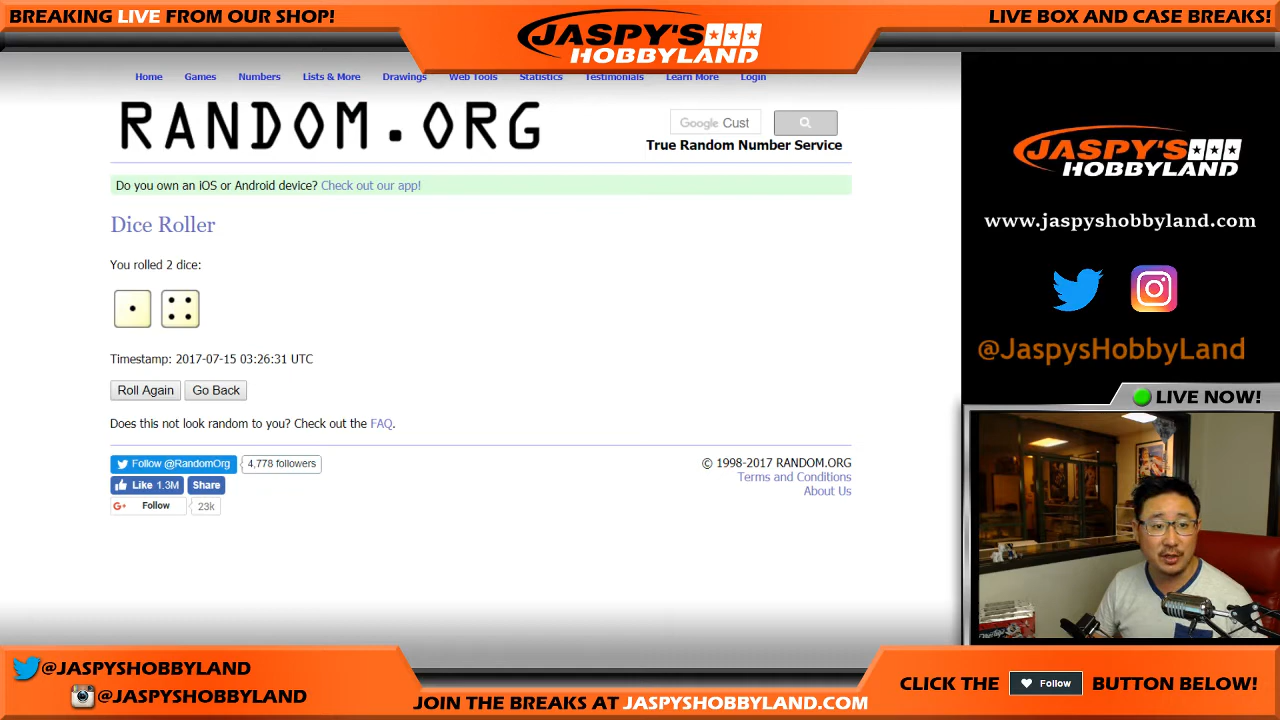 BREAKING LIVE FROM OUR SHOP!
JASPY'S
HOBBYLAND
LIVE BOX AND CASE BREAKS!
Home Games Numbers Lists & More Drawings Web Tools Statistics Testimonials Learn More Login
RANDOM.ORG
Google Cust
True Random Number Service
Do you own an iOS or Android device? Check out our app!
Dice Roller
You rolled 2 dice:
Timestamp: 2017-07-15 03:26:31 UTC
Roll Again Go Back
Does this not look random to you? Check out the FAQ.
Follow @RandomOrg 4,778 followers
Like 1.3M Share
G+ Follow 23k
© 1998-2017 RANDOM.ORG
Terms and Conditions
About Us
JASPY'S
HOBBYLAND
www.jaspyshobbyland.com
@JaspysHobbyLand
LIVE NOW!
@JASPYSHOBBYLAND
@JASPYSHOBBYLAND
JOIN THE BREAKS AT JASPYSHOBBYLAND.COM
CLICK THE Follow BUTTON BELOW!